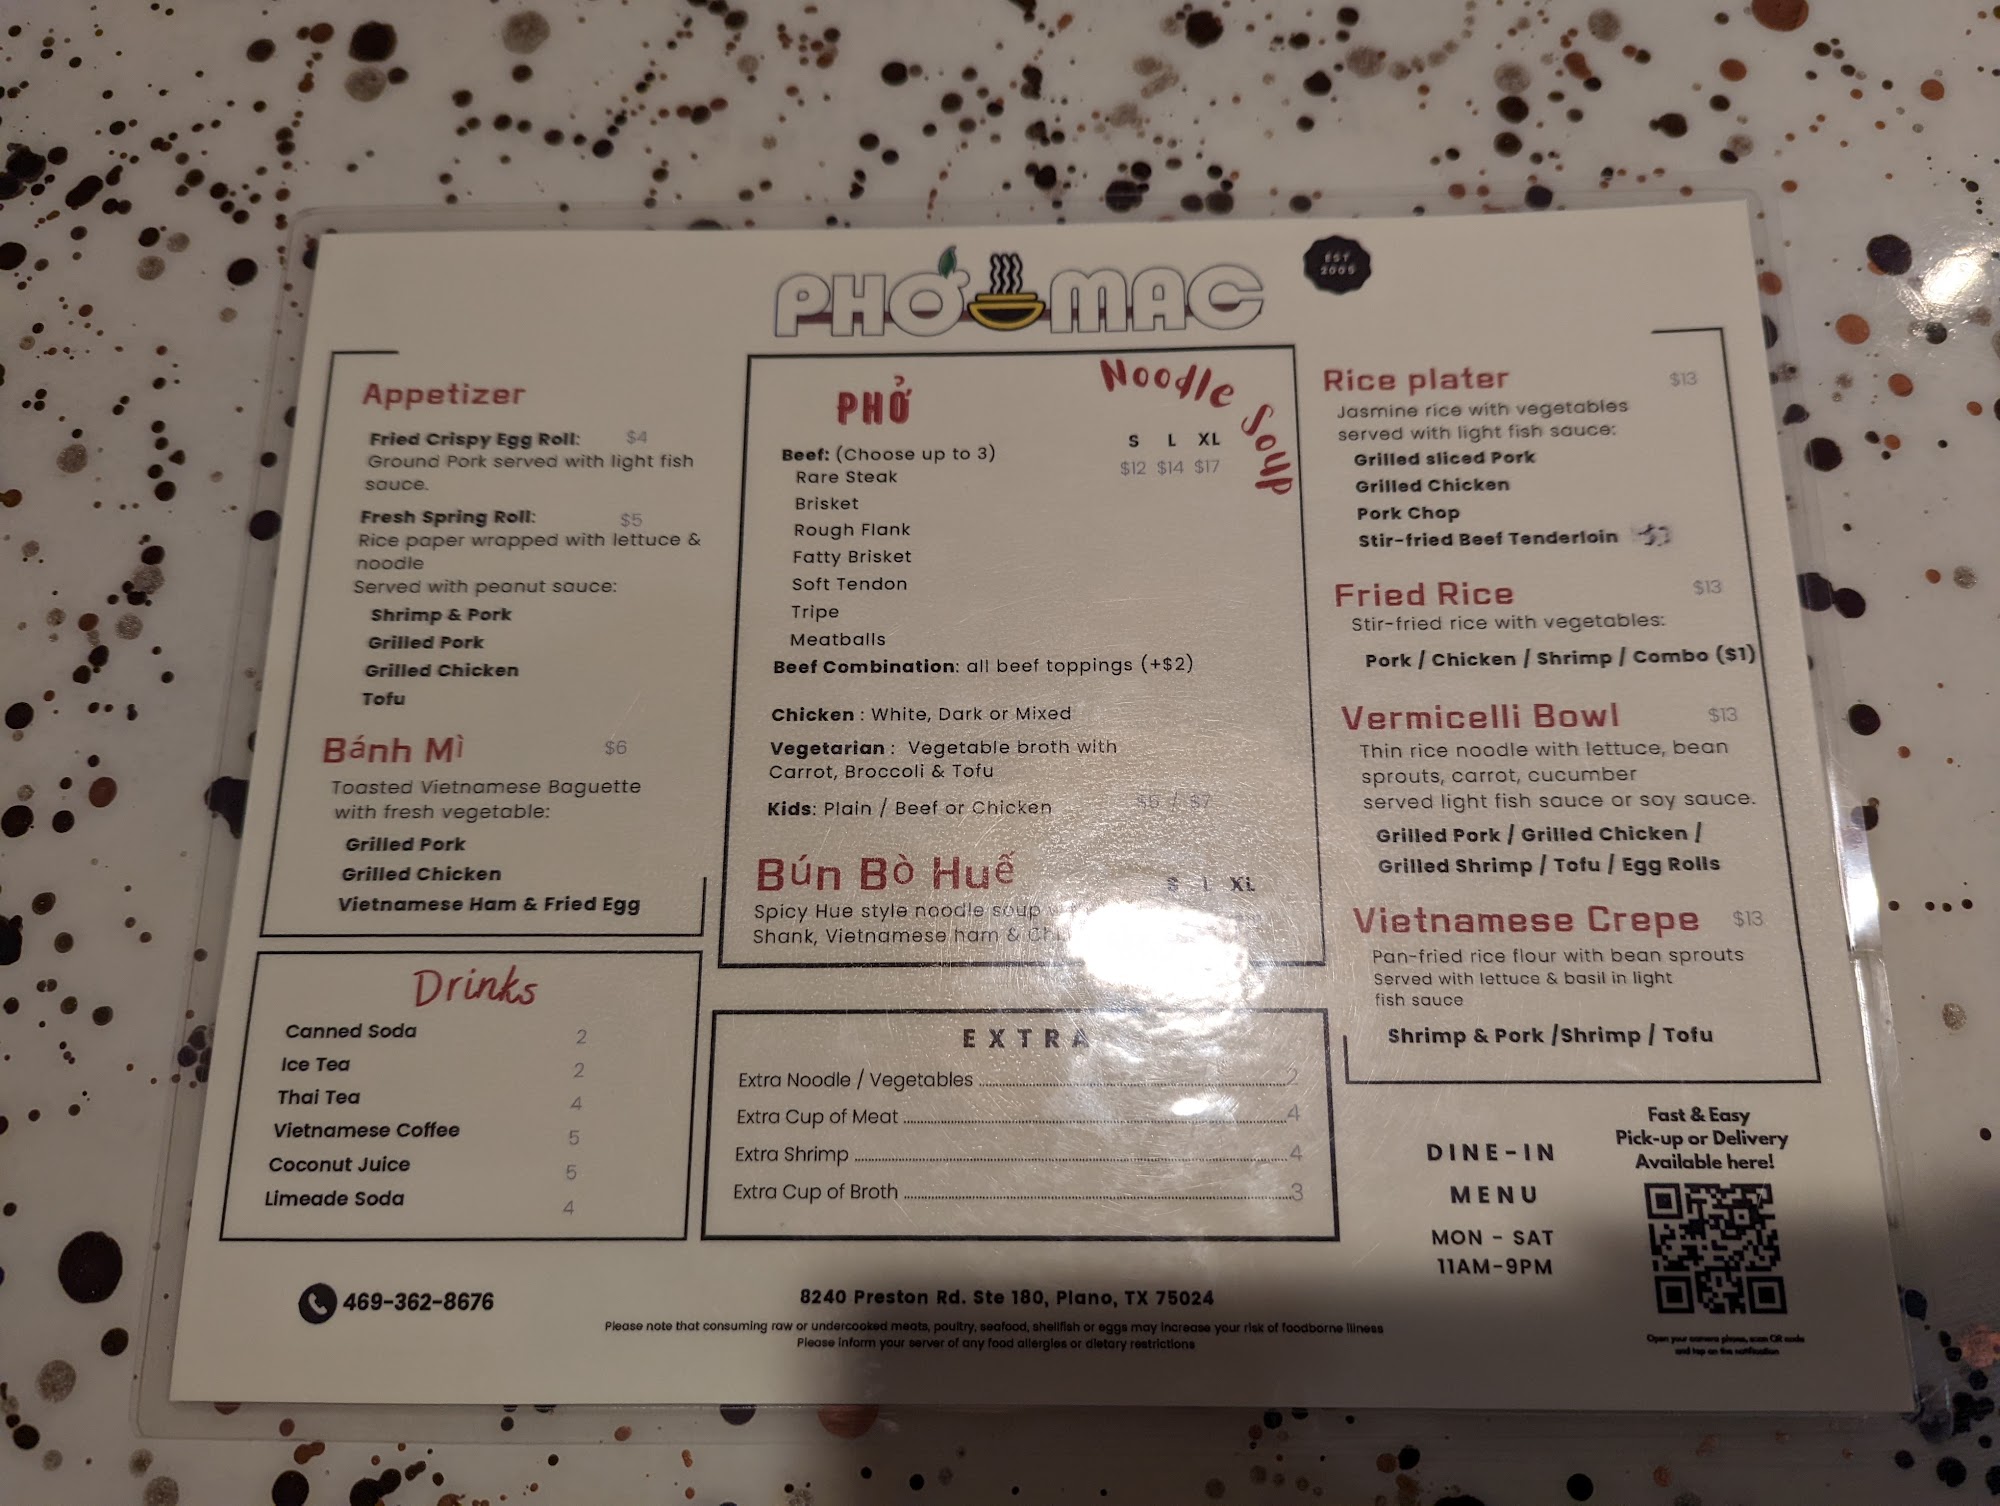 PHỞ MAC
EST
2005
Appetizer
Fried Crispy Egg Roll: $4
Ground Pork served with light fish
sauce.
Fresh Spring Roll: $5
Rice paper wrapped with lettuce &
noodle
Served with peanut sauce:
Shrimp & Pork
Grilled Pork
Grilled Chicken
Tofu
Bánh Mì $6
Toasted Vietnamese Baguette
with fresh vegetable:
Grilled Pork
Grilled Chicken
Vietnamese Ham & Fried Egg
Drinks
Canned Soda 2
Ice Tea 2
Thai Tea 4
Vietnamese Coffee 5
Coconut Juice 5
Limeade Soda 4
PHỞ
Noodle Soup
S L XL
Beef: (Choose up to 3) $12 $14 $17
Rare Steak
Brisket
Rough Flank
Fatty Brisket
Soft Tendon
Tripe
Meatballs
Beef Combination: all beef toppings (+$2)
Chicken : White, Dark or Mixed
Vegetarian : Vegetable broth with
Carrot, Broccoli & Tofu
Kids: Plain / Beef or Chicken $6 / $7
Bún Bò Huế S L XL
Spicy Hue style noodle soup
Shank, Vietnamese ham &
EXTRA
Extra Noodle / Vegetables 2
Extra Cup of Meat 4
Extra Shrimp 4
Extra Cup of Broth 3
Rice plater $13
Jasmine rice with vegetables
served with light fish sauce:
Grilled sliced Pork
Grilled Chicken
Pork Chop
Stir-fried Beef Tenderloin
Fried Rice $13
Stir-fried rice with vegetables:
Pork / Chicken / Shrimp / Combo ($1)
Vermicelli Bowl $13
Thin rice noodle with lettuce, bean
sprouts, carrot, cucumber
served light fish sauce or soy sauce.
Grilled Pork / Grilled Chicken /
Grilled Shrimp / Tofu / Egg Rolls
Vietnamese Crepe $13
Pan-fried rice flour with bean sprouts
Served with lettuce & basil in light
fish sauce
Shrimp & Pork /Shrimp / Tofu
DINE-IN
MENU
MON - SAT
11AM-9PM
Fast & Easy
Pick-up or Delivery
Available here!
Open your camera phone, scan QR code
and tap on the notification
469-362-8676
8240 Preston Rd. Ste 180, Plano, TX 75024
Please note that consuming raw or undercooked meats, poultry, seafood, shellfish or eggs may increase your risk of foodborne illness
Please inform your server of any food allergies or dietary restrictions